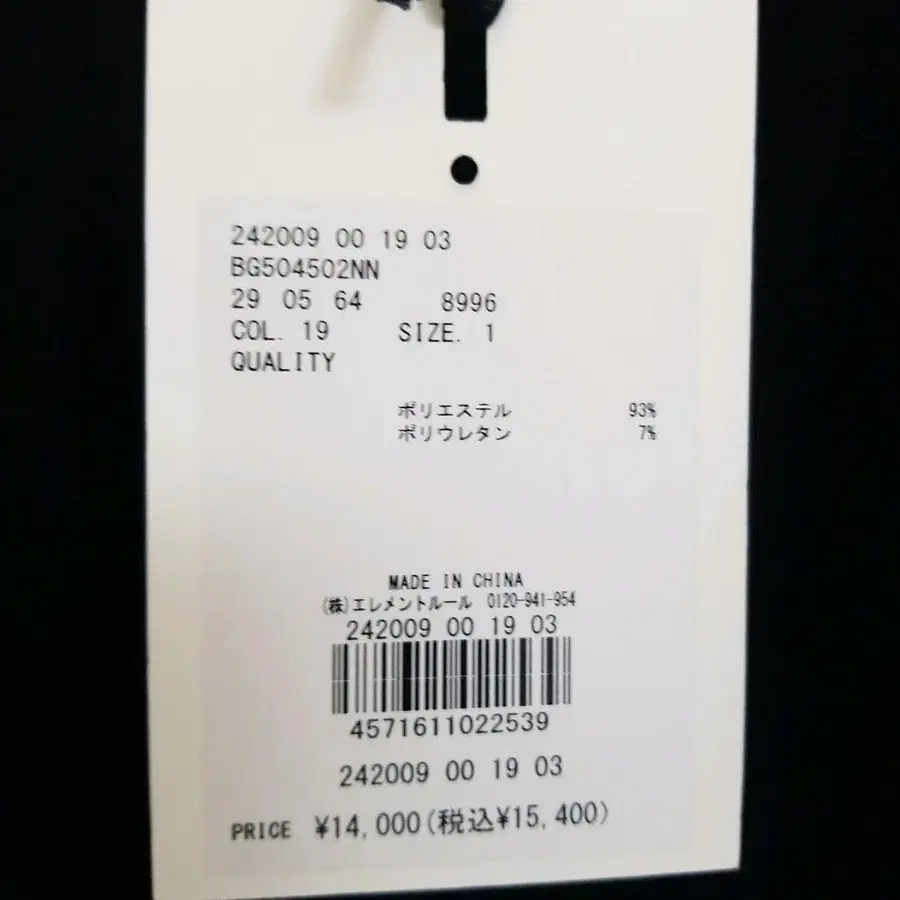 242009 00 19 03
BG504502NN
29 05 64 8996
COL. 19 SIZE. 1
QUALITY
ポリエステル 93%
ポリウレタン 7%
MADE IN CHINA
(株)エレメントルール 0120-941-954
242009 00 19 03
4571611022539
242009 00 19 03
PRICE ¥14,000(税込¥15,400)